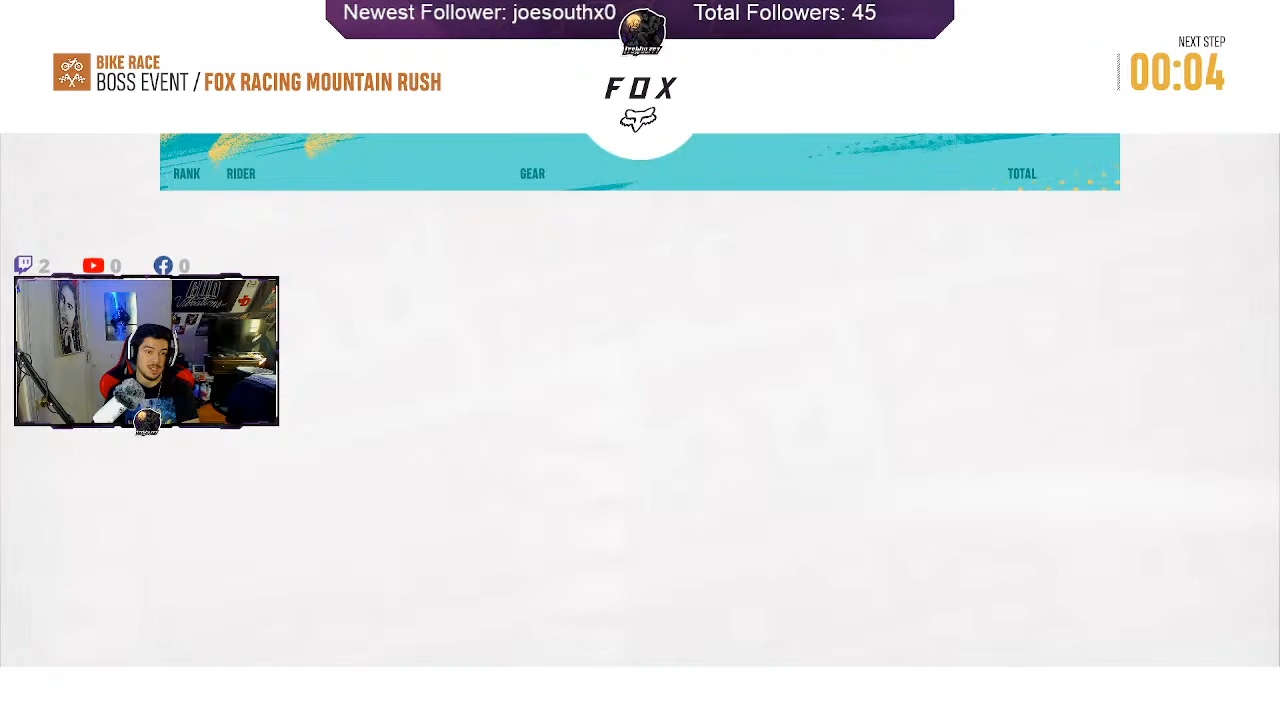 Newest Follower: joesouthx0 Total Followers: 45
BIKE RACE
BOSS EVENT / FOX RACING MOUNTAIN RUSH
FOX
NEXT STEP
00:04
RANK RIDER GEAR TOTAL
2 0 0